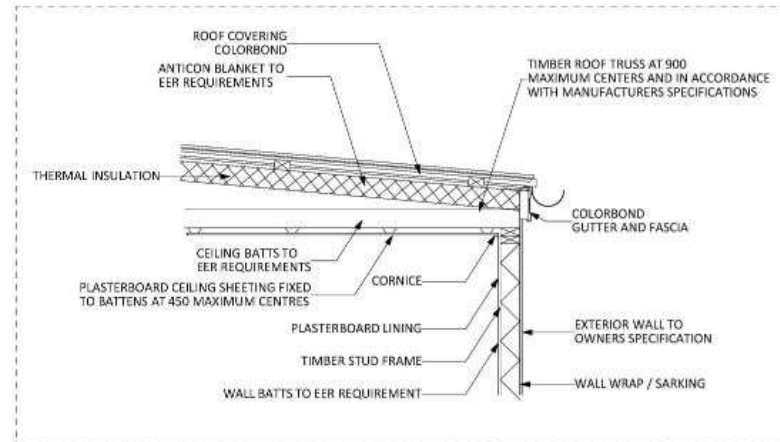 ROOF COVERING
COLORBOND
ANTICON BLANKET TO
EER REQUIREMENTS
TIMBER ROOF TRUSS AT 900
MAXIMUM CENTERS AND IN ACCORDANCE
WITH MANUFACTURERS SPECIFICATIONS
THERMAL INSULATION
COLORBOND
GUTTER AND FASCIA
CEILING BATTS TO
EER REQUIREMENTS
PLASTERBOARD CEILING SHEETING FIXED
TO BATTENS AT 450 MAXIMUM CENTRES
CORNICE
PLASTERBOARD LINING
EXTERIOR WALL TO
OWNERS SPECIFICATION
TIMBER STUD FRAME
WALL BATTS TO EER REQUIREMENT
WALL WRAP / SARKING